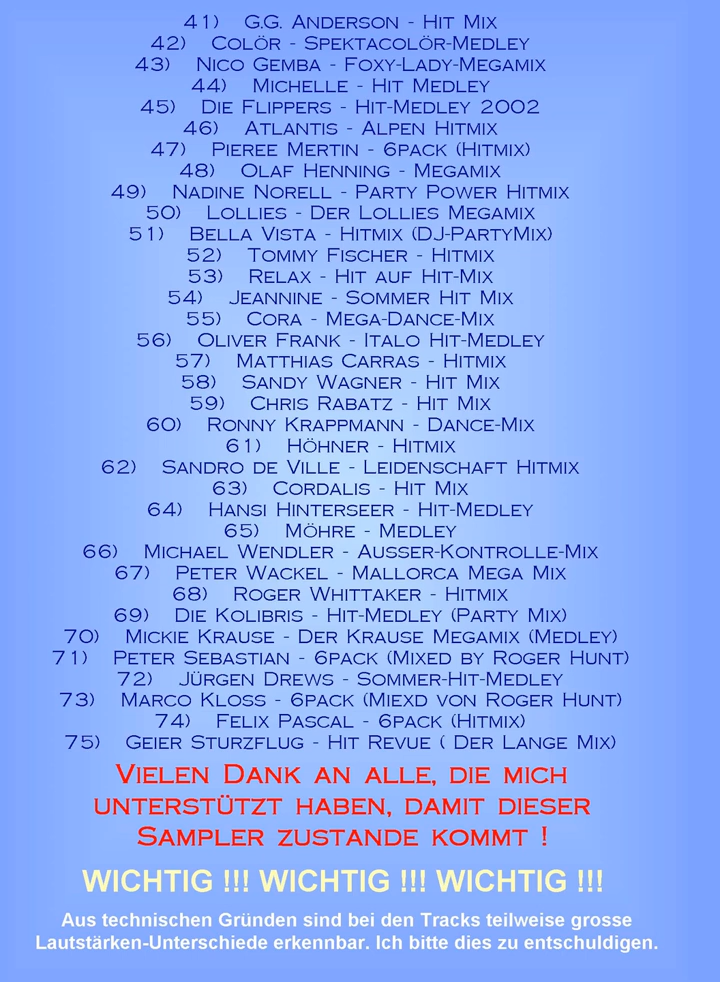 41) G.G. Anderson - Hit Mix
42) Colör - Spektacolör-Medley
43) Nico Gemba - Foxy-Lady-Megamix
44) Michelle - Hit Medley
45) Die Flippers - Hit-Medley 2002
46) Atlantis - Alpen Hitmix
47) Pieree Mertin - 6pack (Hitmix)
48) Olaf Henning - Megamix
49) Nadine Norell - Party Power Hitmix
50) Lollies - Der Lollies Megamix
51) Bella Vista - Hitmix (DJ-PartyMix)
52) Tommy Fischer - Hitmix
53) Relax - Hit auf Hit-Mix
54) Jeannine - Sommer Hit Mix
55) Cora - Mega-Dance-Mix
56) Oliver Frank - Italo Hit-Medley
57) Matthias Carras - Hitmix
58) Sandy Wagner - Hit Mix
59) Chris Rabatz - Hit Mix
60) Ronny Krappmann - Dance-Mix
61) Höhner - Hitmix
62) Sandro de Ville - Leidenschaft Hitmix
63) Cordalis - Hit Mix
64) Hansi Hinterseer - Hit-Medley
65) Möhre - Medley
66) Michael Wendler - Ausser-Kontrolle-Mix
67) Peter Wackel - Mallorca Mega Mix
68) Roger Whittaker - Hitmix
69) Die Kolibris - Hit-Medley (Party Mix)
70) Mickie Krause - Der Krause Megamix (Medley)
71) Peter Sebastian - 6pack (Mixed by Roger Hunt)
72) Jürgen Drews - Sommer-Hit-Medley
73) Marco Kloss - 6pack (Miexd von Roger Hunt)
74) Felix Pascal - 6pack (Hitmix)
75) Geier Sturzflug - Hit Revue ( Der Lange Mix)
Vielen Dank an alle, die mich
unterstützt haben, damit dieser
Sampler zustande kommt !
WICHTIG !!! WICHTIG !!! WICHTIG !!!
Aus technischen Gründen sind bei den Tracks teilweise grosse
Lautstärken-Unterschiede erkennbar. Ich bitte dies zu entschuldigen.